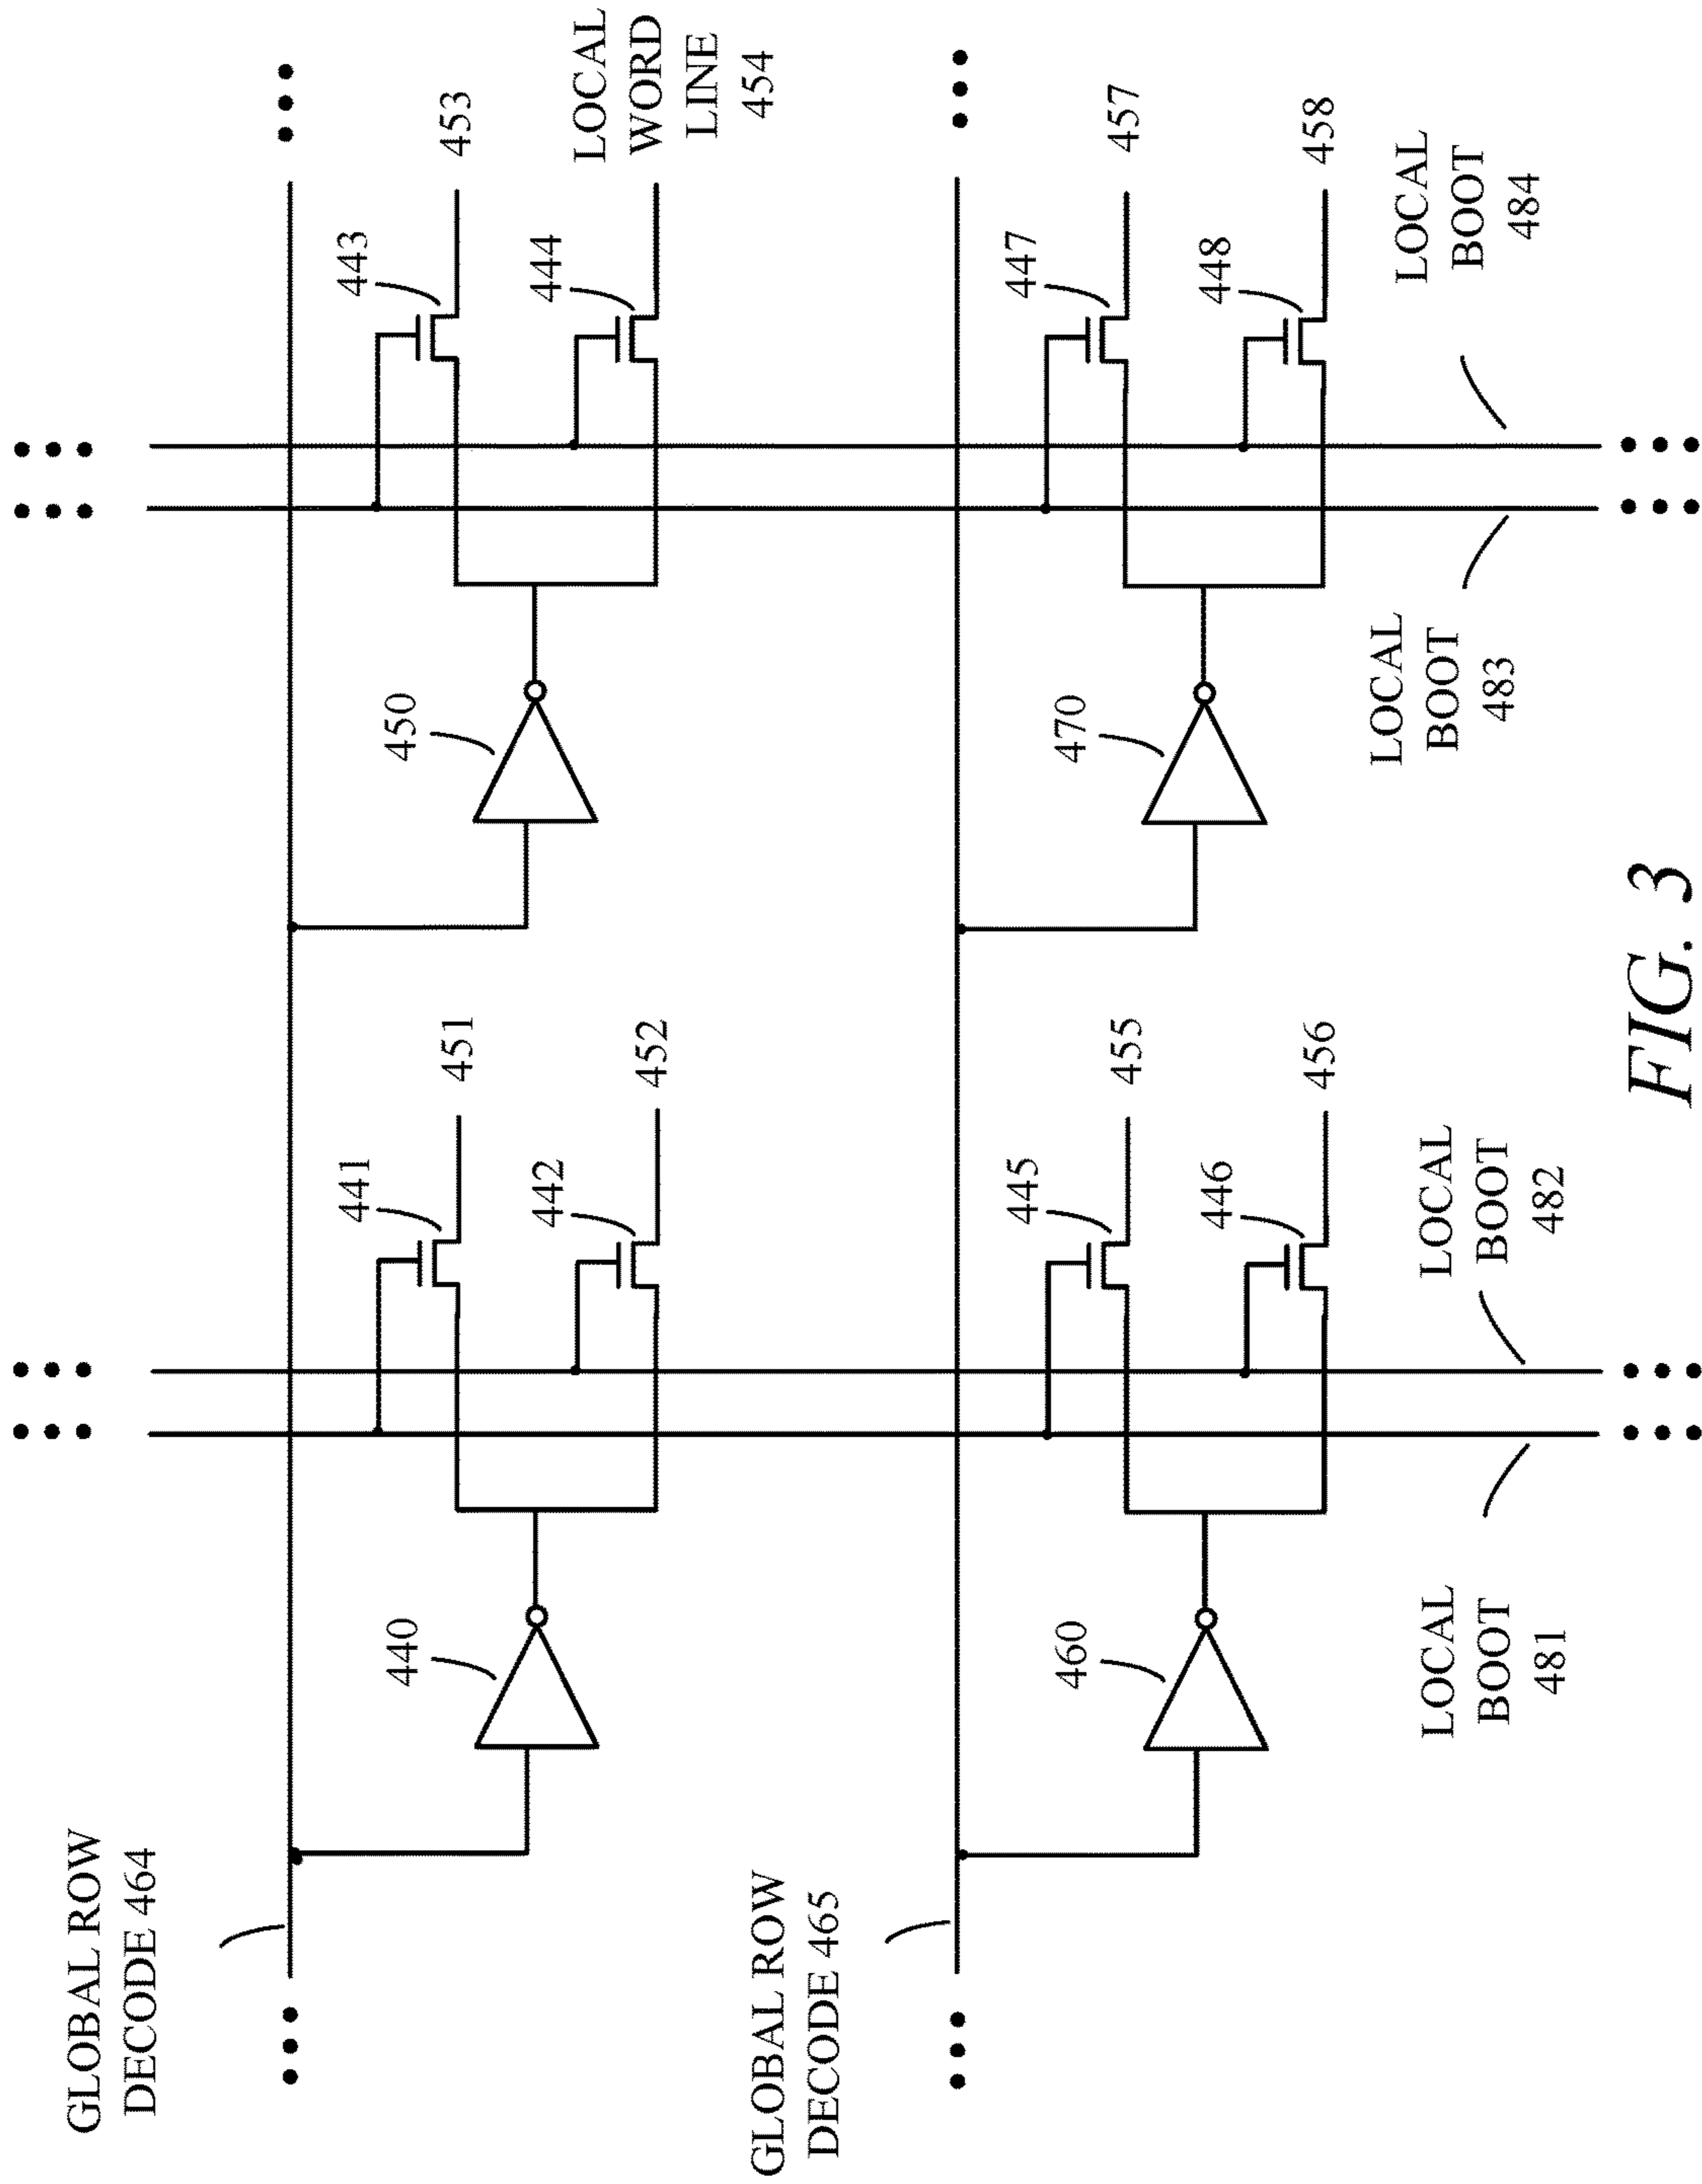 GLOBAL ROW
DECODE 464
440
441
451
442
452
450
443
453
444
LOCAL
WORD
LINE
454
GLOBAL ROW
DECODE 465
460
445
455
446
456
470
447
457
448
458
LOCAL
BOOT
481
LOCAL
BOOT
482
LOCAL
BOOT
483
LOCAL
BOOT
484
FIG. 3